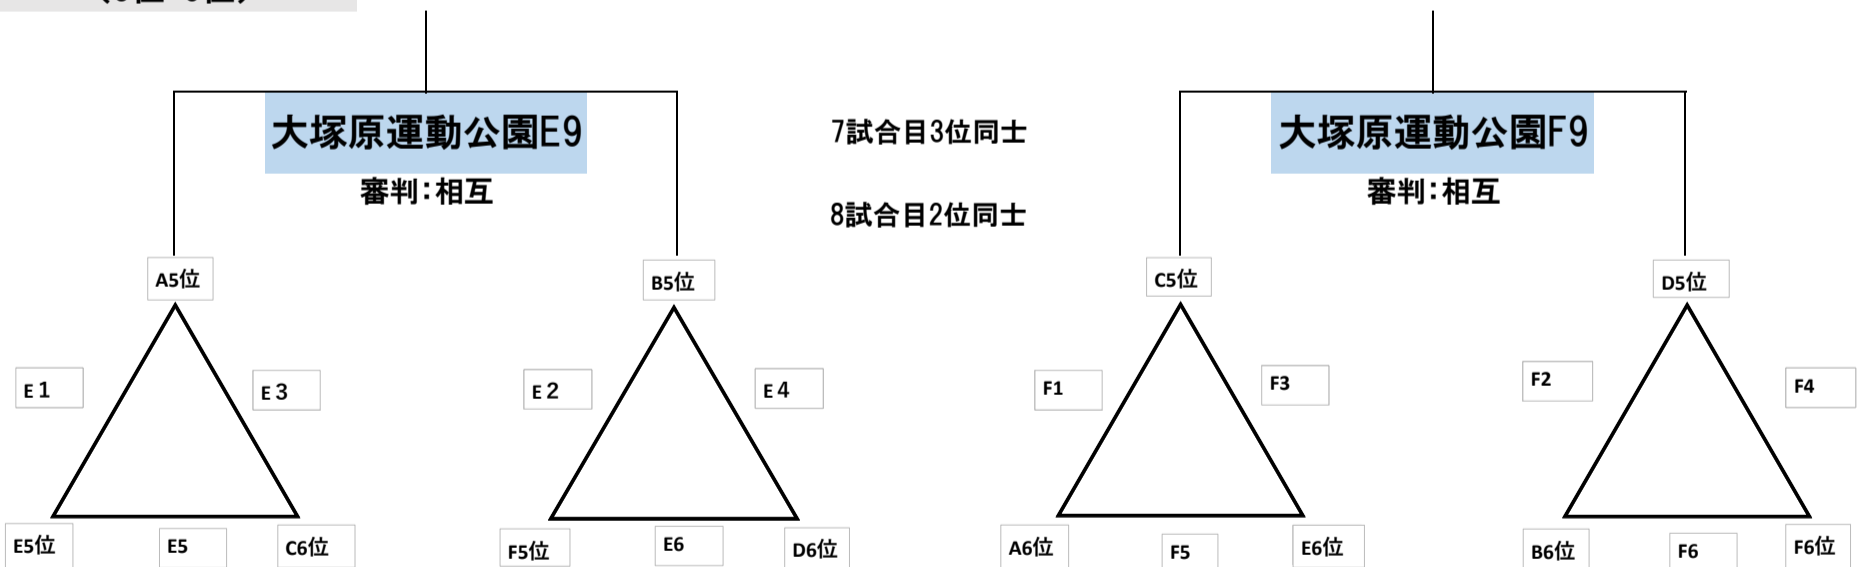 大塚原運動公園E9
審判：相互
7試合目3位同士
8試合目2位同士
大塚原運動公園F9
審判：相互
A5位
B5位
C5位
D5位
E１
E３
E２
E４
F1
F3
F2
F4
E5位
E5
C6位
F5位
E6
D6位
A6位
F5
E6位
B6位
F6
F6位